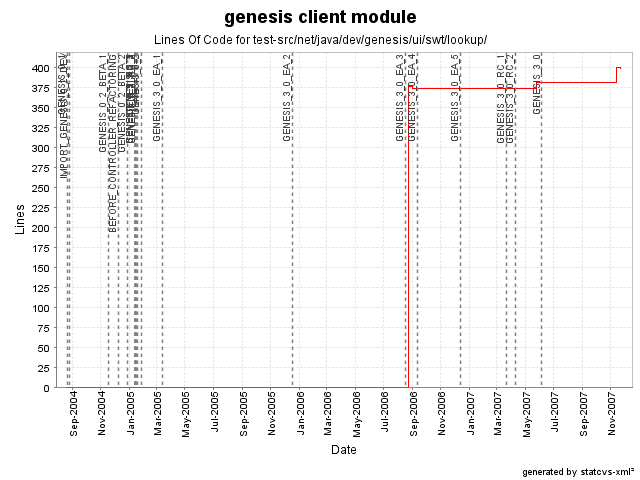 genesis client module
Lines Of Code for test-src/net/java/dev/genesis/ui/swt/lookup/
Lines
400
375
350
325
300
275
250
225
200
175
150
125
100
75
50
25
0
BEFORE_CONTROLLER_REFACTORING
GENESIS_0_2_BETA_1
GENESIS_0_2_BETA_2
GENESIS_3_0_EA_1
GENESIS_3_0_EA_2
GENESIS_3_0_EA_3
GENESIS_3_0_EA_4
GENESIS_3_0_EA_5
GENESIS_3_0_RC_1
GENESIS_3_0_RC_2
GENESIS_3_0
Sep-2004
Nov-2004
Jan-2005
Mar-2005
May-2005
Jul-2005
Sep-2005
Nov-2005
Jan-2006
Mar-2006
May-2006
Jul-2006
Sep-2006
Nov-2006
Jan-2007
Mar-2007
May-2007
Jul-2007
Sep-2007
Nov-2007
Date
generated by statcvs-xml²